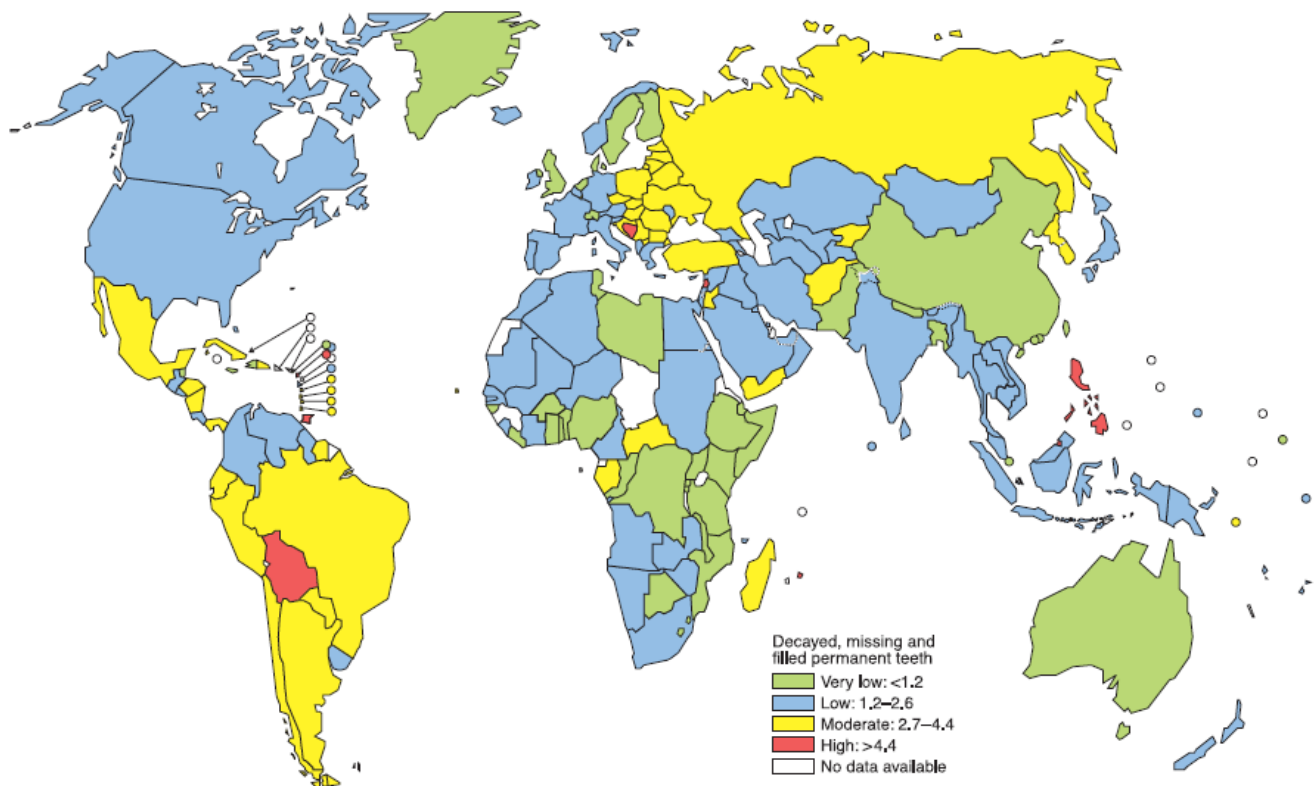 Decayed, missing and
filled permanent teeth
Very low: <1.2
Low: 1.2–2.6
Moderate: 2.7–4.4
High: >4.4
No data available